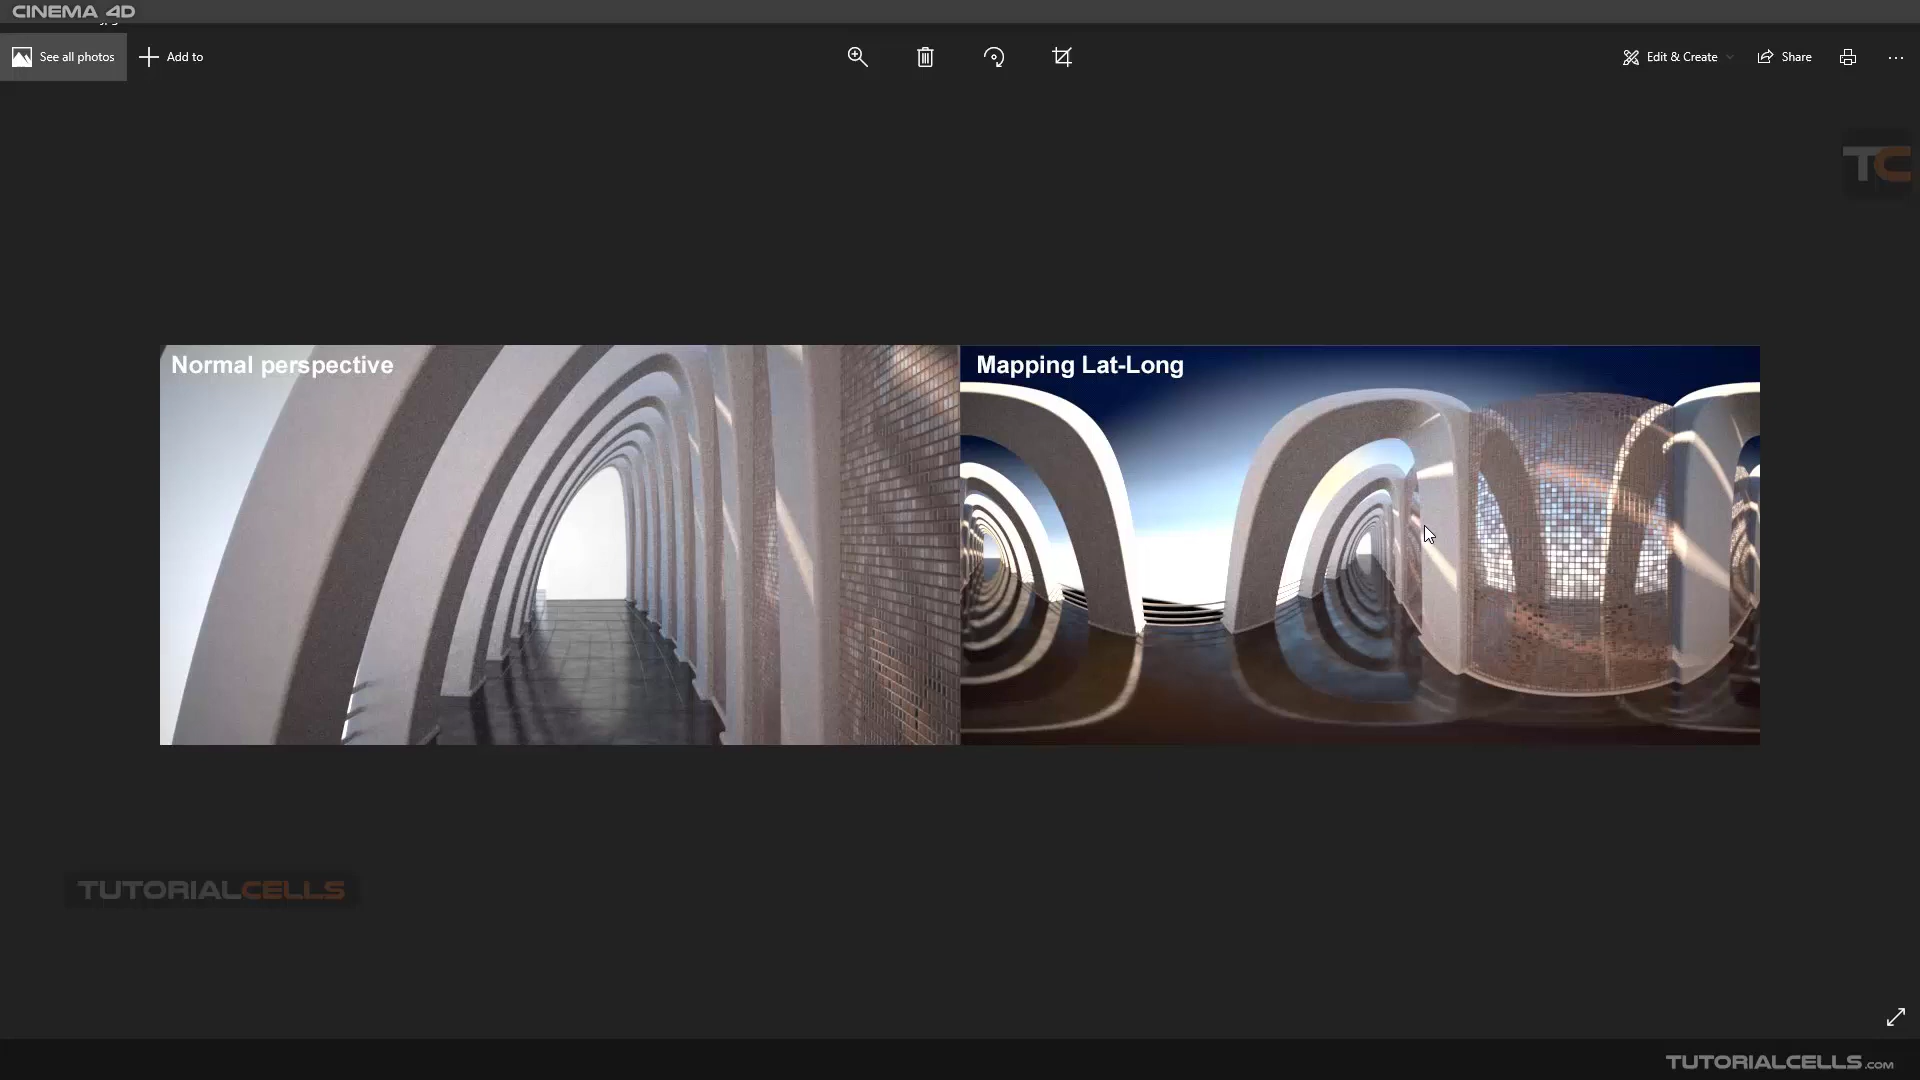 CINEMA 4D
See all photos
Add to
Edit & Create
Share
TC
Normal perspective
Mapping Lat-Long
TUTORIALCELLS
TUTORIALCELLS.COM